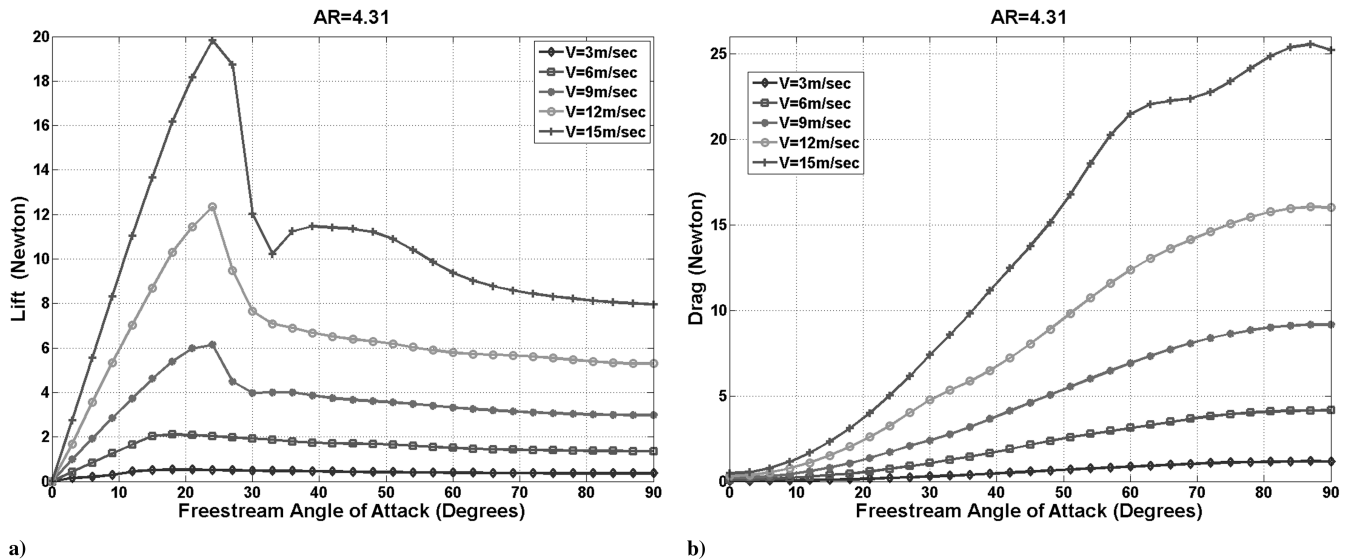 AR=4.31
20
18
16
14
12
10
8
6
4
2
0
Lift (Newton)
V=3m/sec
V=6m/sec
V=9m/sec
V=12m/sec
V=15m/sec
0 10 20 30 40 50 60 70 80 90
Freestream Angle of Attack (Degrees)
a)
AR=4.31
25
20
15
10
5
0
Drag (Newton)
V=3m/sec
V=6m/sec
V=9m/sec
V=12m/sec
V=15m/sec
0 10 20 30 40 50 60 70 80 90
Freestream Angle of Attack (Degrees)
b)